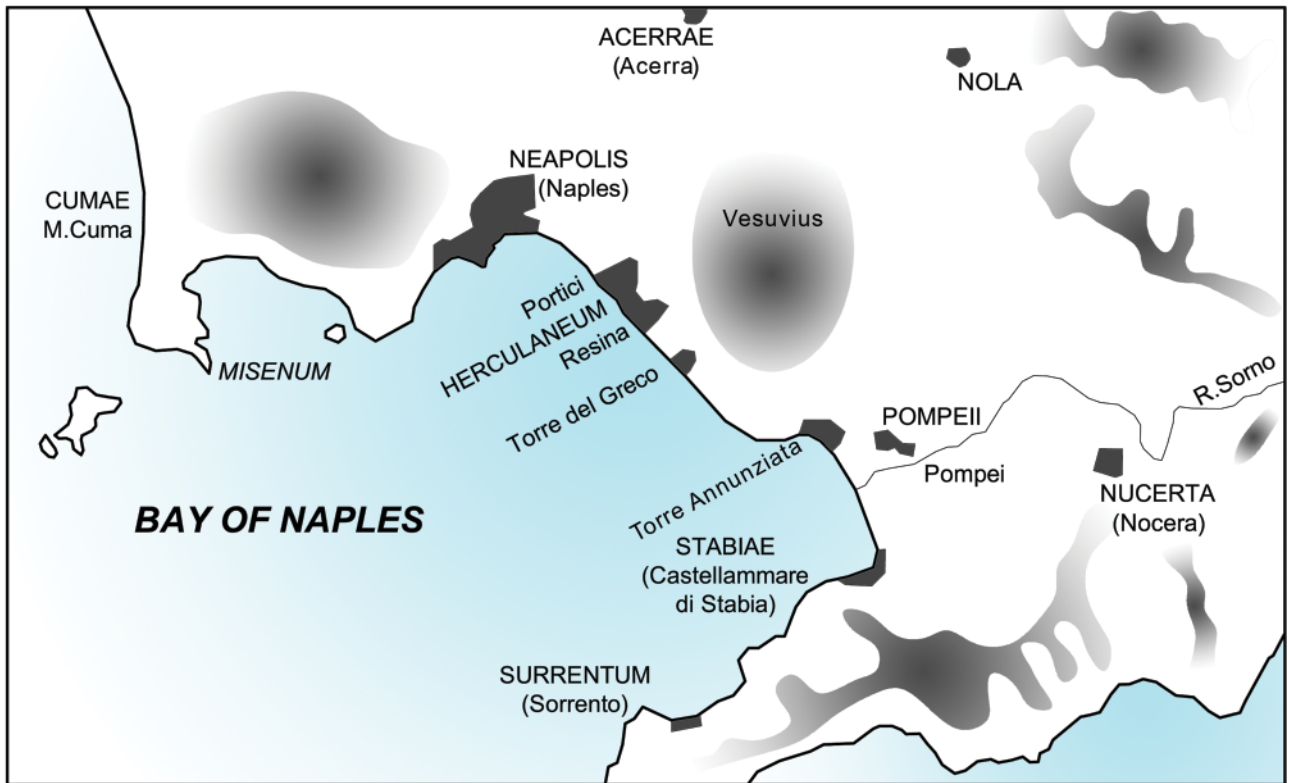 ACERRAE
(Acerra)
NOLA
NEAPOLIS
(Naples)
CUMAE
M.Cuma
Vesuvius
Portici
HERCULANEUM
Resina
MISENUM
Torre del Greco
R.Sorno
POMPEII
Pompei
Torre Annunziata
NUCERTA
(Nocera)
BAY OF NAPLES
STABIAE
(Castellammare
di Stabia)
SURRENTUM
(Sorrento)